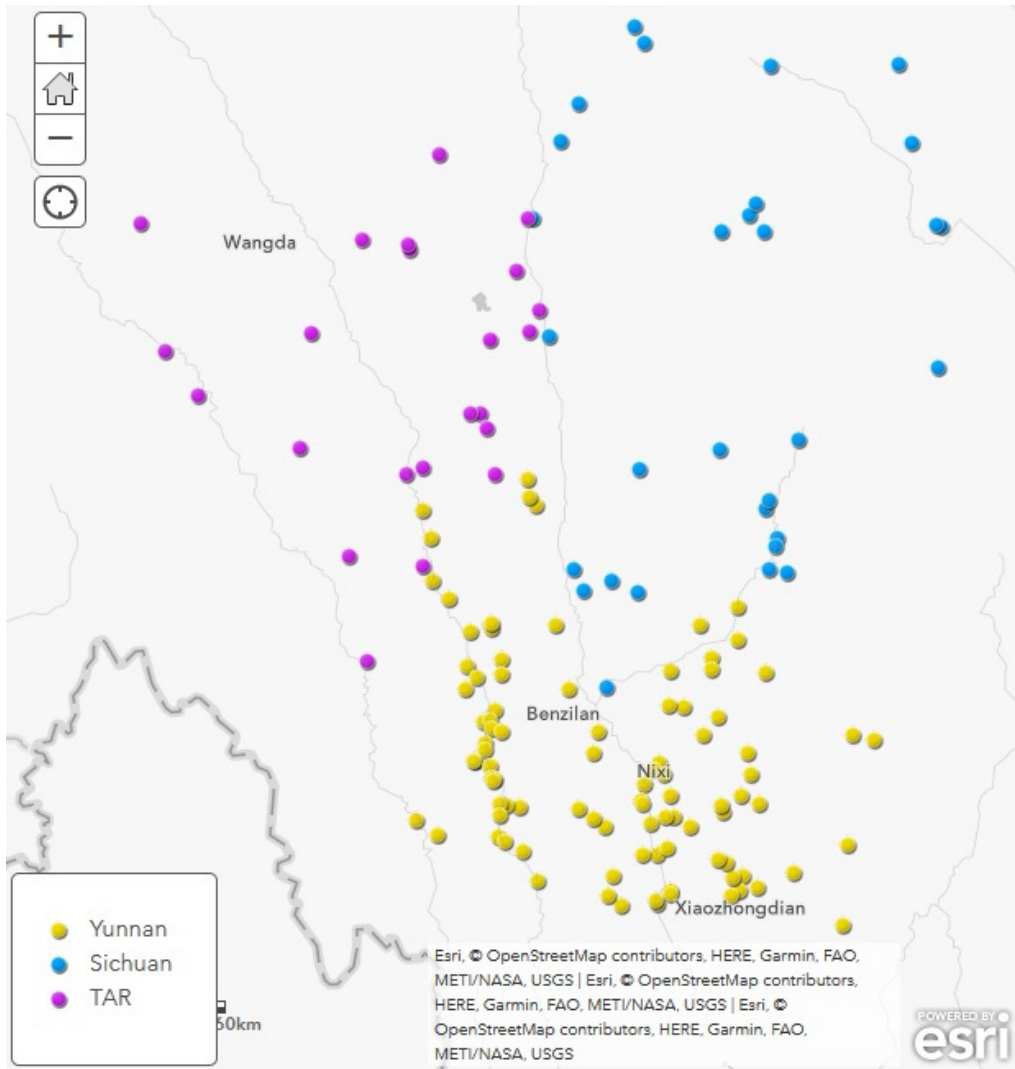 +
−
Wangda
Benzilan
Nixi
Xiaozhongdian
Yunnan
Sichuan
TAR
60km
Esri, © OpenStreetMap contributors, HERE, Garmin, FAO,
METI/NASA, USGS | Esri, © OpenStreetMap contributors,
HERE, Garmin, FAO, METI/NASA, USGS | Esri, ©
OpenStreetMap contributors, HERE, Garmin, FAO,
METI/NASA, USGS
POWERED BY
esri